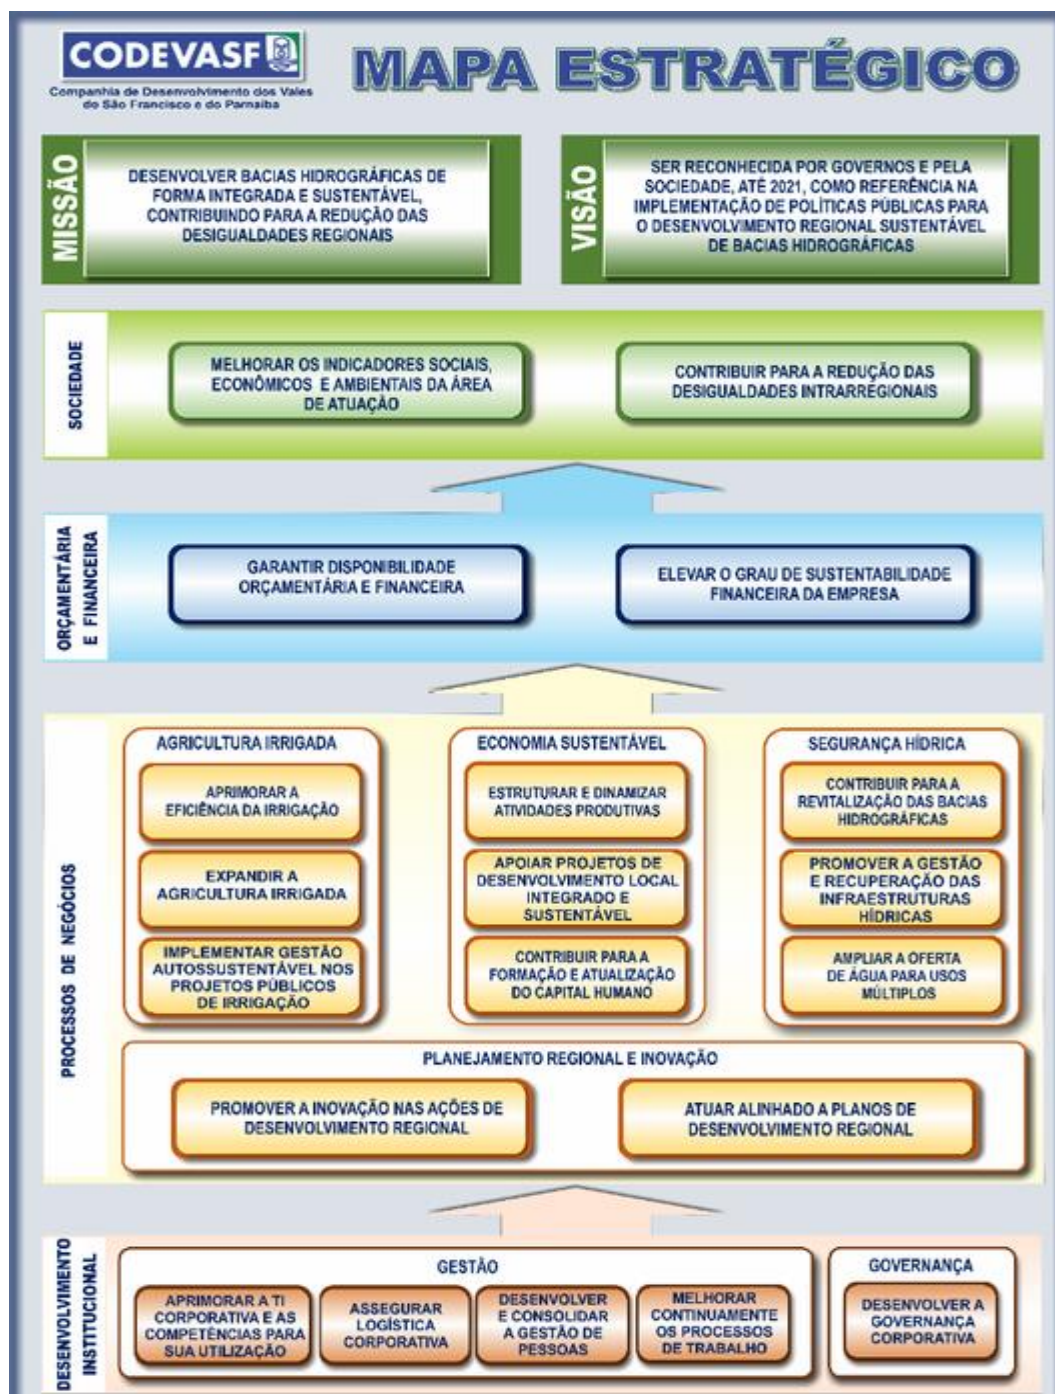 CODEVASF
Companhia de Desenvolvimento dos Vales
do São Francisco e do Parnaíba
MAPA ESTRATÉGICO
MISSÃO
DESENVOLVER BACIAS HIDROGRÁFICAS DE
FORMA INTEGRADA E SUSTENTÁVEL,
CONTRIBUINDO PARA A REDUÇÃO DAS
DESIGUALDADES REGIONAIS
VISÃO
SER RECONHECIDA POR GOVERNOS E PELA
SOCIEDADE, ATÉ 2021, COMO REFERÊNCIA NA
IMPLEMENTAÇÃO DE POLÍTICAS PÚBLICAS PARA
O DESENVOLVIMENTO REGIONAL SUSTENTÁVEL
DE BACIAS HIDROGRÁFICAS
SOCIEDADE
MELHORAR OS INDICADORES SOCIAIS,
ECONÔMICOS E AMBIENTAIS DA ÁREA
DE ATUAÇÃO
CONTRIBUIR PARA A REDUÇÃO DAS
DESIGUALDADES INTRARREGIONAIS
ORÇAMENTÁRIA
E FINANCEIRA
GARANTIR DISPONIBILIDADE
ORÇAMENTÁRIA E FINANCEIRA
ELEVAR O GRAU DE SUSTENTABILIDADE
FINANCEIRA DA EMPRESA
PROCESSOS DE NEGÓCIOS
AGRICULTURA IRRIGADA
APRIMORAR A
EFICIÊNCIA DA IRRIGAÇÃO
EXPANDIR A
AGRICULTURA IRRIGADA
IMPLEMENTAR GESTÃO
AUTOSSUSTENTÁVEL NOS
PROJETOS PÚBLICOS
DE IRRIGAÇÃO
ECONOMIA SUSTENTÁVEL
ESTRUTURAR E DINAMIZAR
ATIVIDADES PRODUTIVAS
APOIAR PROJETOS DE
DESENVOLVIMENTO LOCAL
INTEGRADO E
SUSTENTÁVEL
CONTRIBUIR PARA A
FORMAÇÃO E ATUALIZAÇÃO
DO CAPITAL HUMANO
SEGURANÇA HÍDRICA
CONTRIBUIR PARA A
REVITALIZAÇÃO DAS BACIAS
HIDROGRÁFICAS
PROMOVER A GESTÃO
E RECUPERAÇÃO DAS
INFRAESTRUTURAS
HÍDRICAS
AMPLIAR A OFERTA
DE ÁGUA PARA USOS
MÚLTIPLOS
PLANEJAMENTO REGIONAL E INOVAÇÃO
PROMOVER A INOVAÇÃO NAS AÇÕES DE
DESENVOLVIMENTO REGIONAL
ATUAR ALINHADO A PLANOS DE
DESENVOLVIMENTO REGIONAL
DESENVOLVIMENTO
INSTITUCIONAL
GESTÃO
APRIMORAR A TI
CORPORATIVA E AS
COMPETÊNCIAS PARA
SUA UTILIZAÇÃO
ASSEGURAR
LOGÍSTICA
CORPORATIVA
DESENVOLVER
E CONSOLIDAR
A GESTÃO DE
PESSOAS
MELHORAR
CONTINUAMENTE
OS PROCESSOS
DE TRABALHO
GOVERNANÇA
DESENVOLVER A
GOVERNANÇA
CORPORATIVA